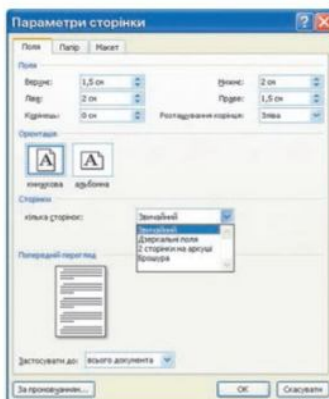 Параметри сторінки
Поля Папір Макет
Поля
Верхнє: 1,5 см Нижнє: 2 см
Ліве: 2 см Праве: 1,5 см
Корінець: 0 см Розташування корінця: Зліва
Орієнтація
книжкова альбомна
Сторінки
кілька сторінок: Звичайний
Звичайний
Дзеркальні поля
2 сторінки на аркуші
Брошура
Попередній перегляд
Застосувати до: всього документа
За промовчанням... ОК Скасувати